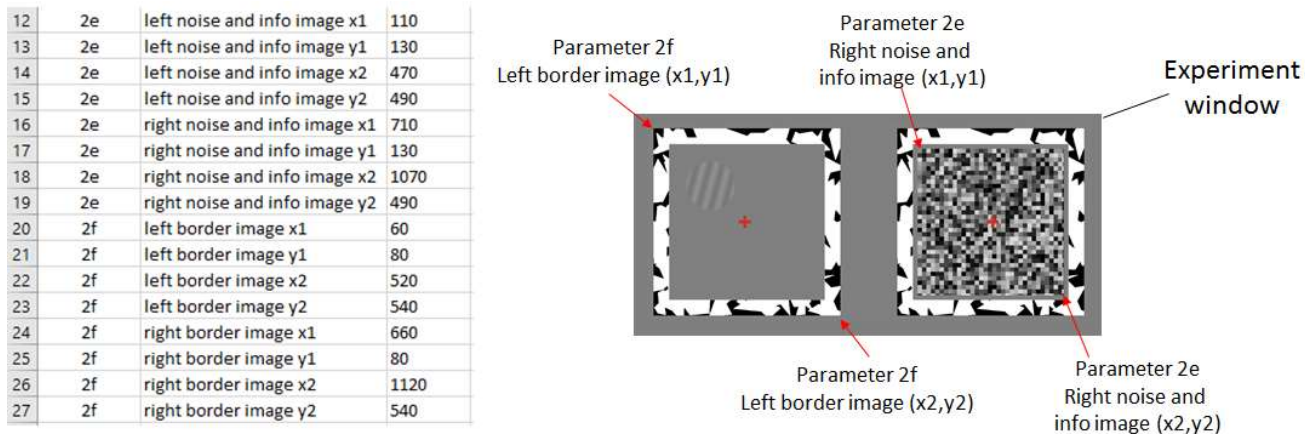 12 2e left noise and info image x1 110
13 2e left noise and info image y1 130
14 2e left noise and info image x2 470
15 2e left noise and info image y2 490
16 2e right noise and info image x1 710
17 2e right noise and info image y1 130
18 2e right noise and info image x2 1070
19 2e right noise and info image y2 490
20 2f left border image x1 60
21 2f left border image y1 80
22 2f left border image x2 520
23 2f left border image y2 540
24 2f right border image x1 660
25 2f right border image y1 80
26 2f right border image x2 1120
27 2f right border image y2 540
Parameter 2f
Left border image (x1,y1)
Parameter 2e
Right noise and
info image (x1,y1)
Experiment
window
Parameter 2f
Left border image (x2,y2)
Parameter 2e
Right noise and
info image (x2,y2)